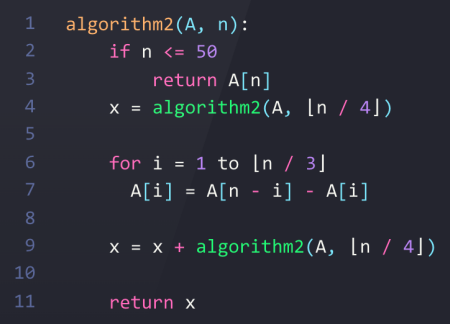 1 algorithm2(A, n):
2 if n <= 50
3 return A[n]
4 x = algorithm2(A, ⌊n / 4⌋)
5
6 for i = 1 to ⌊n / 3⌋
7 A[i] = A[n - i] - A[i]
8
9 x = x + algorithm2(A, ⌊n / 4⌋)
10
11 return x